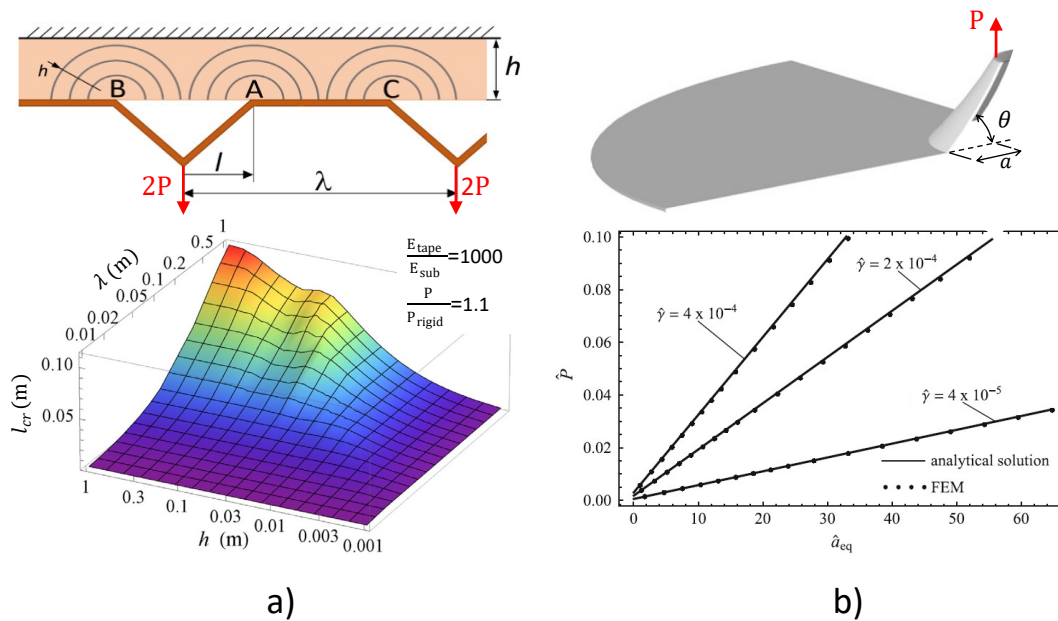 h
B
A
C
h
l
2P
λ
2P
1
0.5
0.2
0.1
0.05
0.02
0.01
λ (m)
E_tape/E_sub=1000
P/P_rigid=1.1
0.10
0.05
l_cr (m)
1
0.3
0.1
0.03
0.01
0.003
0.001
h (m)
a)
P
θ
a
0.10
0.08
0.06
0.04
0.02
0.00
P̂
γ̂ = 4 x 10⁻⁴
γ̂ = 2 x 10⁻⁴
γ̂ = 4 x 10⁻⁵
analytical solution
FEM
0
10
20
30
40
50
60
â_eq
b)